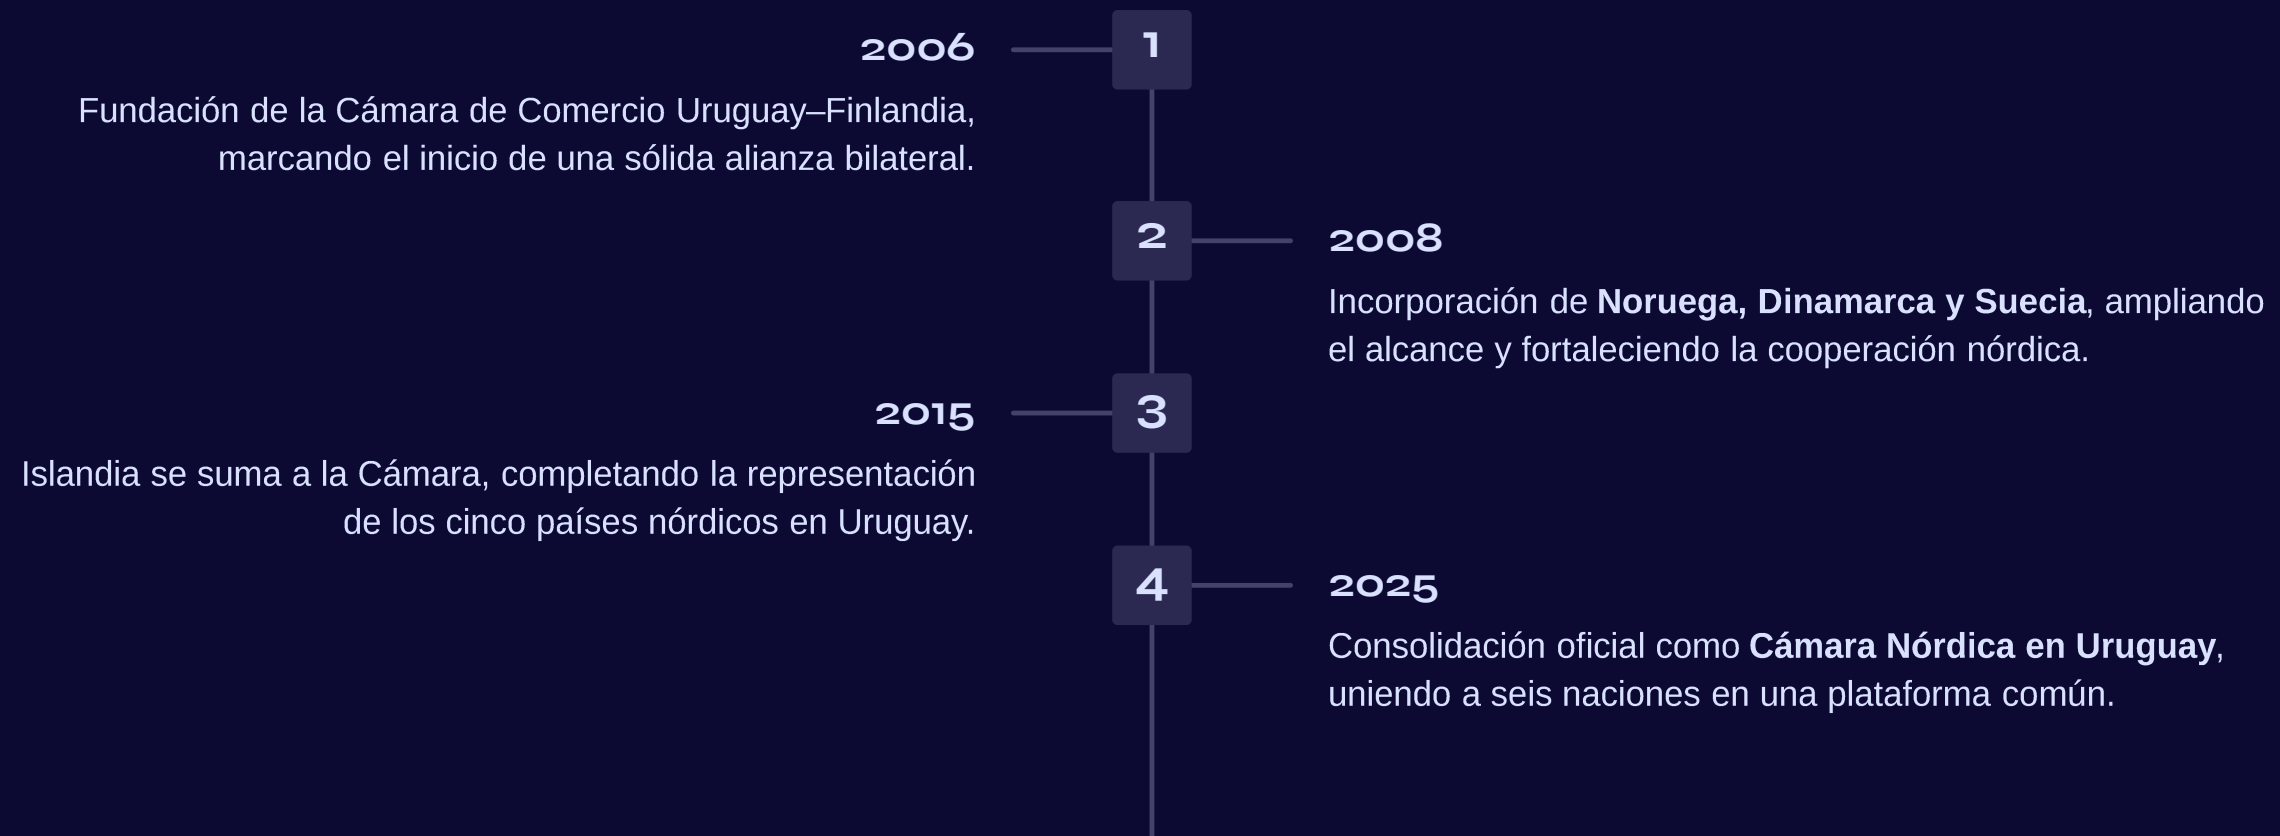 2006
1
Fundación de la Cámara de Comercio Uruguay–Finlandia,
marcando el inicio de una sólida alianza bilateral.
2
2008
Incorporación de Noruega, Dinamarca y Suecia, ampliando
el alcance y fortaleciendo la cooperación nórdica.
2015
3
Islandia se suma a la Cámara, completando la representación
de los cinco países nórdicos en Uruguay.
4
2025
Consolidación oficial como Cámara Nórdica en Uruguay,
uniendo a seis naciones en una plataforma común.